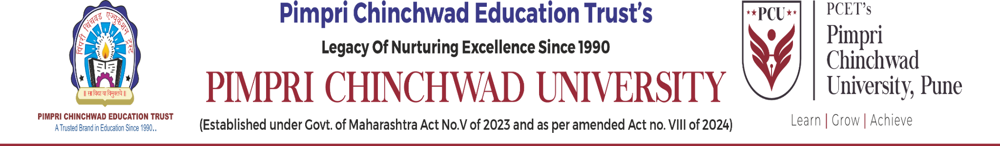 पिंपरी चिंचवड एज्युकेशन ट्रस्ट
॥ सा विद्या या विमुक्तये ॥
PIMPRI CHINCHWAD EDUCATION TRUST
A Trusted Brand in Education Since 1990..
Pimpri Chinchwad Education Trust's
Legacy Of Nurturing Excellence Since 1990
PIMPRI CHINCHWAD UNIVERSITY
(Established under Govt. of Maharashtra Act No.V of 2023 and as per amended Act no. VIII of 2024)
PCU
PCET's
Pimpri
Chinchwad
University, Pune
Learn | Grow | Achieve